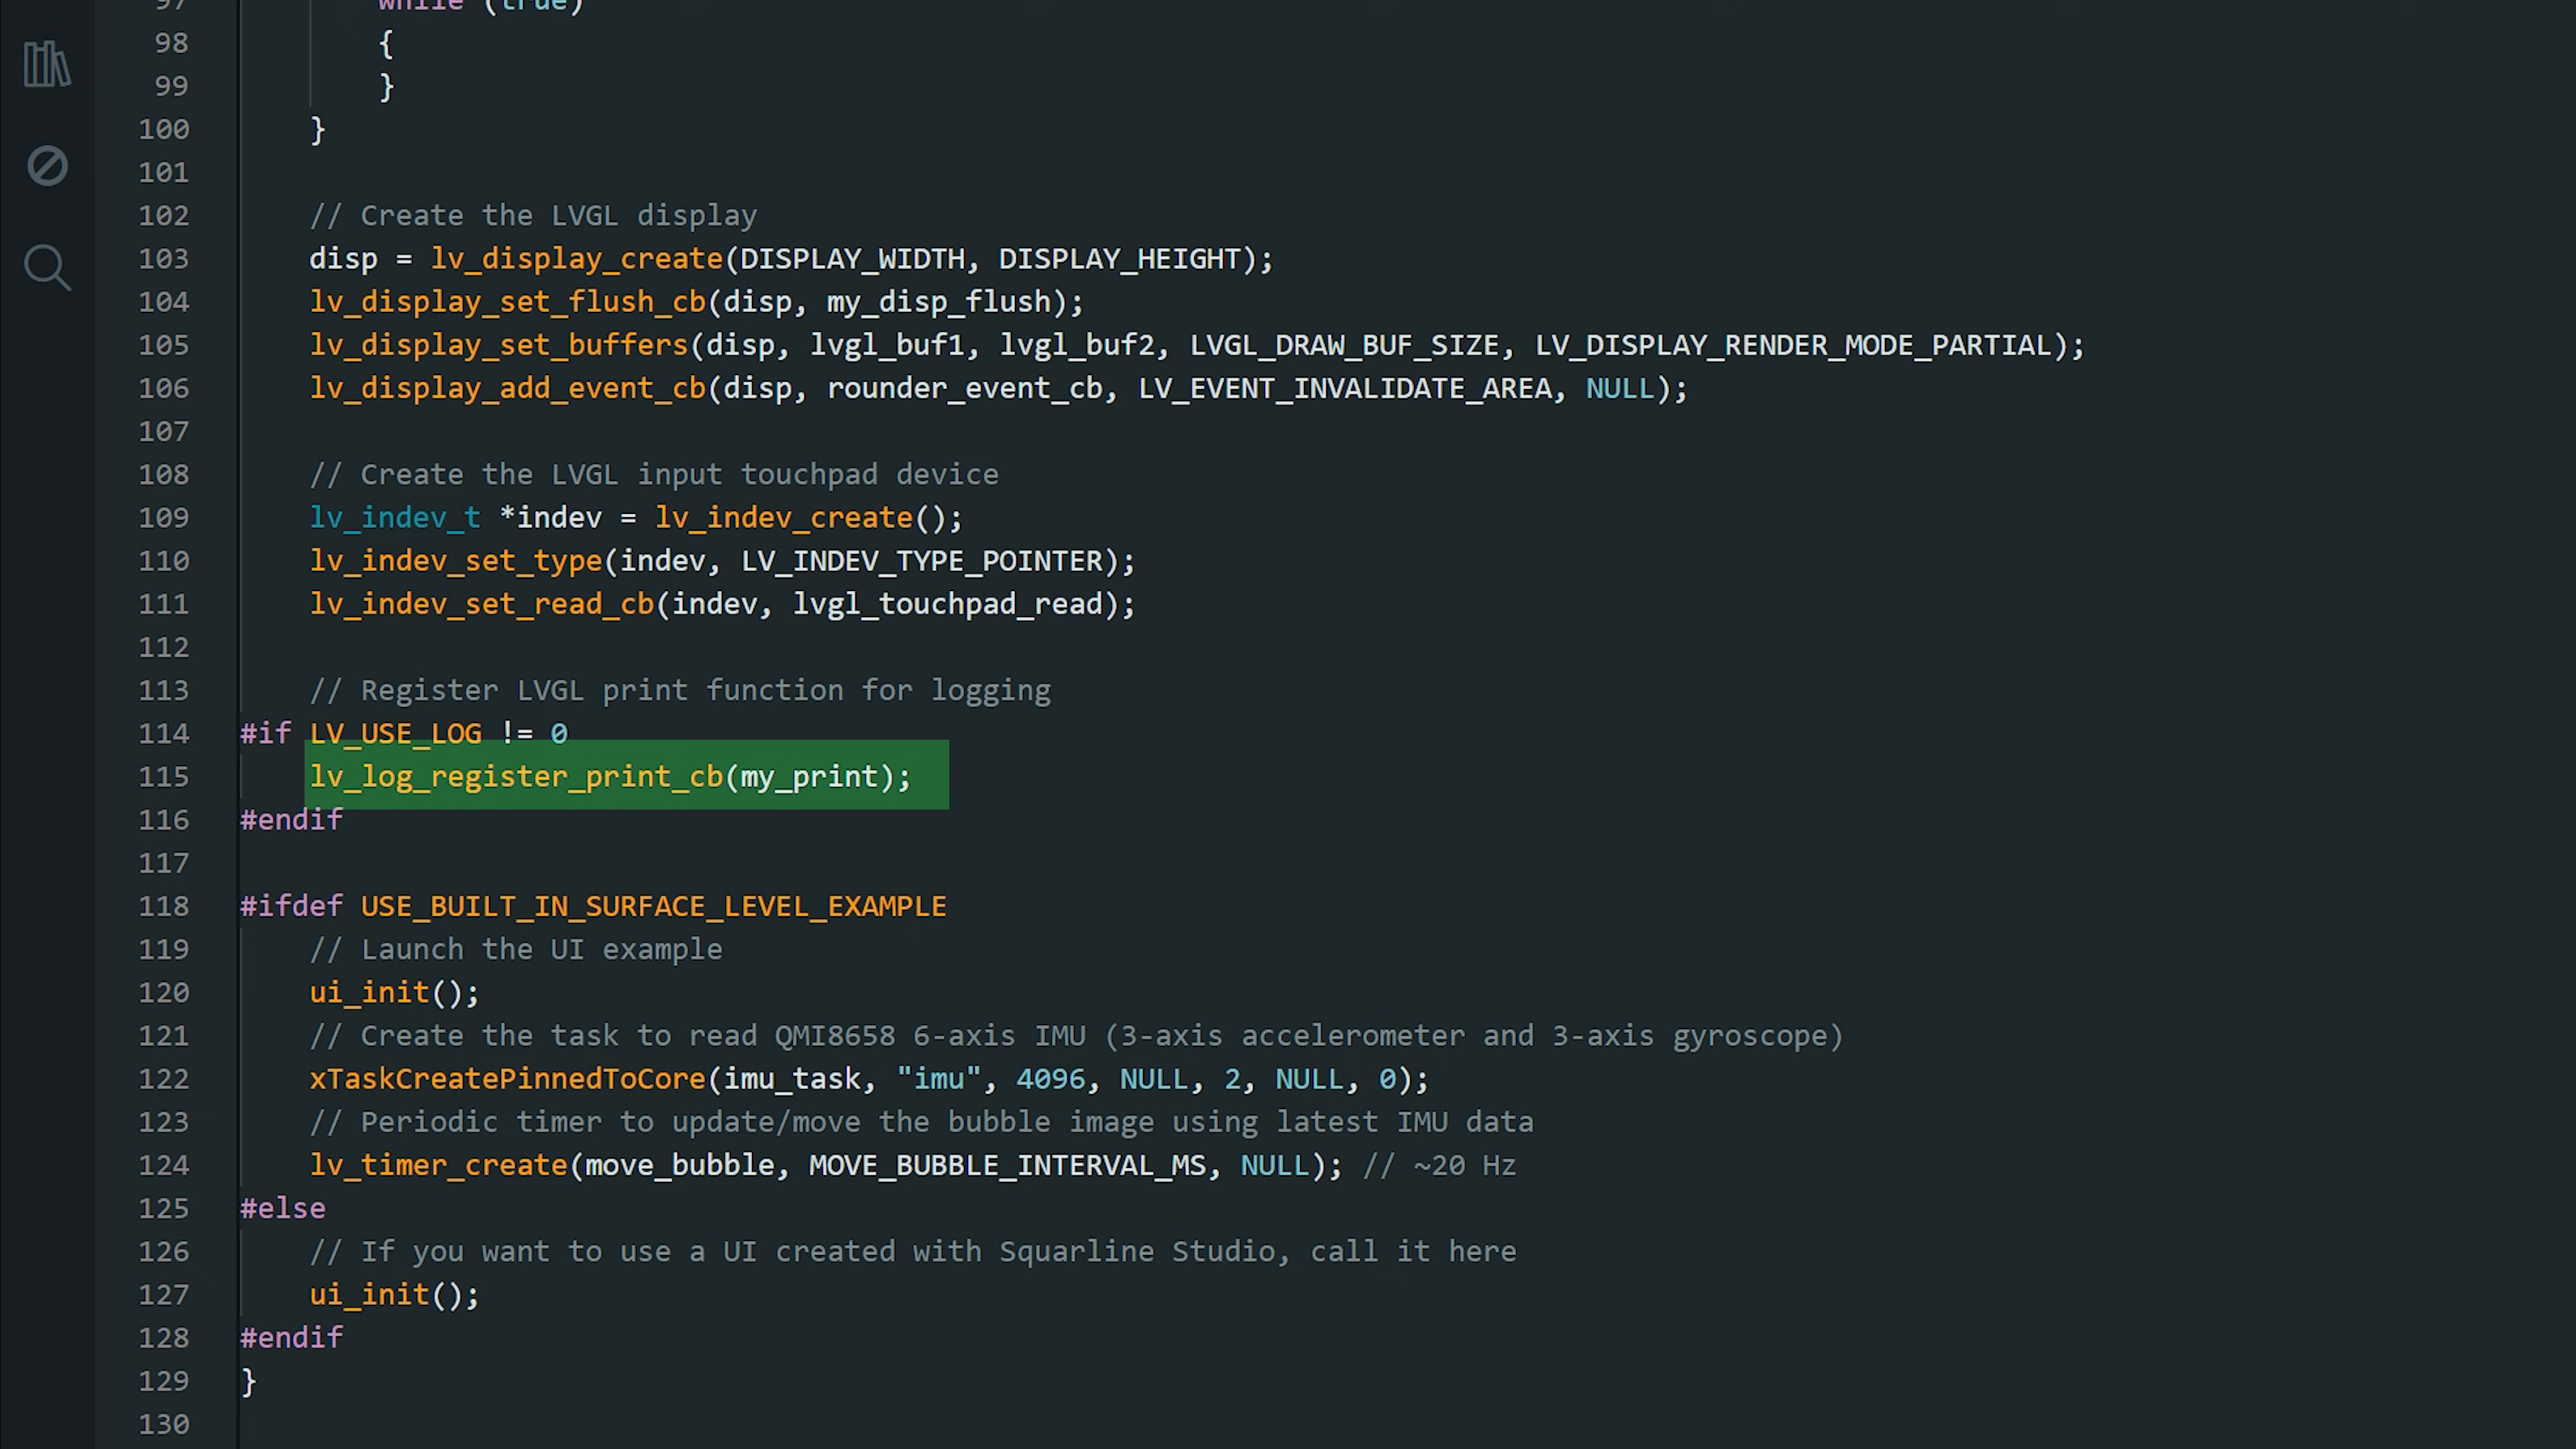 97 while (true)
98 {
99 }
100 }
101
102 // Create the LVGL display
103 disp = lv_display_create(DISPLAY_WIDTH, DISPLAY_HEIGHT);
104 lv_display_set_flush_cb(disp, my_disp_flush);
105 lv_display_set_buffers(disp, lvgl_buf1, lvgl_buf2, LVGL_DRAW_BUF_SIZE, LV_DISPLAY_RENDER_MODE_PARTIAL);
106 lv_display_add_event_cb(disp, rounder_event_cb, LV_EVENT_INVALIDATE_AREA, NULL);
107
108 // Create the LVGL input touchpad device
109 lv_indev_t *indev = lv_indev_create();
110 lv_indev_set_type(indev, LV_INDEV_TYPE_POINTER);
111 lv_indev_set_read_cb(indev, lvgl_touchpad_read);
112
113 // Register LVGL print function for logging
114 #if LV_USE_LOG != 0
115 lv_log_register_print_cb(my_print);
116 #endif
117
118 #ifdef USE_BUILT_IN_SURFACE_LEVEL_EXAMPLE
119 // Launch the UI example
120 ui_init();
121 // Create the task to read QMI8658 6-axis IMU (3-axis accelerometer and 3-axis gyroscope)
122 xTaskCreatePinnedToCore(imu_task, "imu", 4096, NULL, 2, NULL, 0);
123 // Periodic timer to update/move the bubble image using latest IMU data
124 lv_timer_create(move_bubble, MOVE_BUBBLE_INTERVAL_MS, NULL); // ~20 Hz
125 #else
126 // If you want to use a UI created with Squarline Studio, call it here
127 ui_init();
128 #endif
129 }
130